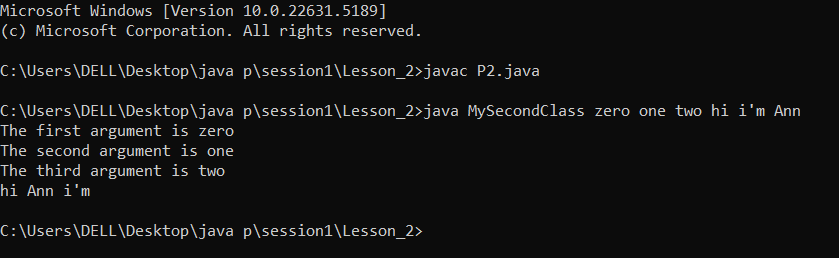 Microsoft Windows [Version 10.0.22631.5189]
(c) Microsoft Corporation. All rights reserved.
C:\Users\DELL\Desktop\java p\session1\Lesson_2>javac P2.java
C:\Users\DELL\Desktop\java p\session1\Lesson_2>java MySecondClass zero one two hi i'm Ann
The first argument is zero
The second argument is one
The third argument is two
hi Ann i'm
C:\Users\DELL\Desktop\java p\session1\Lesson_2>